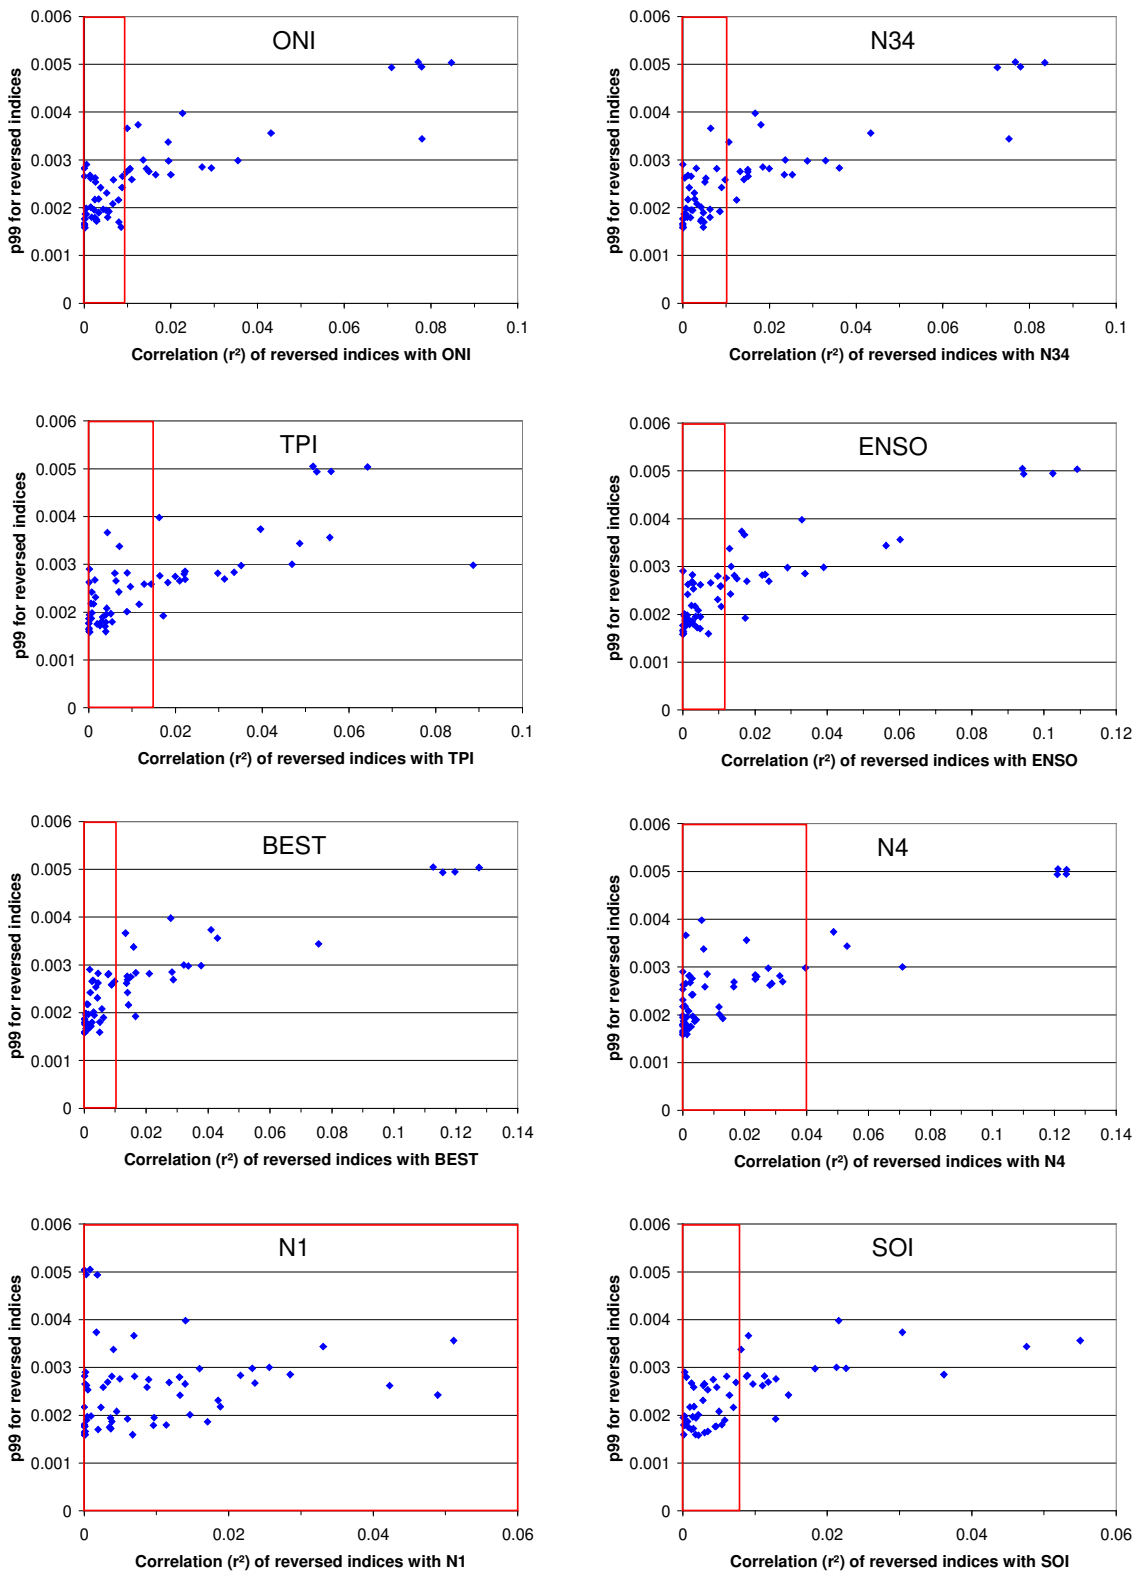 ONI
p99 for reversed indices
0.006
0.005
0.004
0.003
0.002
0.001
0
0 0.02 0.04 0.06 0.08 0.1
Correlation (r²) of reversed indices with ONI
N34
p99 for reversed indices
0.006
0.005
0.004
0.003
0.002
0.001
0
0 0.02 0.04 0.06 0.08 0.1
Correlation (r²) of reversed indices with N34
TPI
p99 for reversed indices
0.006
0.005
0.004
0.003
0.002
0.001
0
0 0.02 0.04 0.06 0.08 0.1
Correlation (r²) of reversed indices with TPI
ENSO
p99 for reversed indices
0.006
0.005
0.004
0.003
0.002
0.001
0
0 0.02 0.04 0.06 0.08 0.1 0.12
Correlation (r²) of reversed indices with ENSO
BEST
p99 for reversed indices
0.006
0.005
0.004
0.003
0.002
0.001
0
0 0.02 0.04 0.06 0.08 0.1 0.12 0.14
Correlation (r²) of reversed indices with BEST
N4
p99 for reversed indices
0.006
0.005
0.004
0.003
0.002
0.001
0
0 0.02 0.04 0.06 0.08 0.1 0.12 0.14
Correlation (r²) of reversed indices with N4
N1
p99 for reversed indices
0.006
0.005
0.004
0.003
0.002
0.001
0
0 0.02 0.04 0.06
Correlation (r²) of reversed indices with N1
SOI
p99 for reversed indices
0.006
0.005
0.004
0.003
0.002
0.001
0
0 0.02 0.04 0.06
Correlation (r²) of reversed indices with SOI